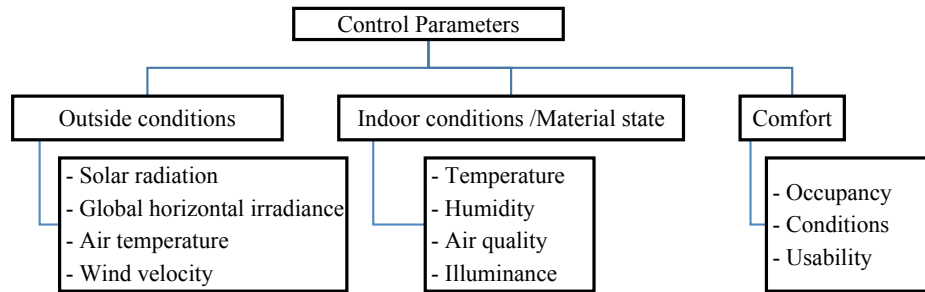 Control Parameters
Outside conditions
Indoor conditions /Material state
Comfort
- Solar radiation
- Global horizontal irradiance
- Air temperature
- Wind velocity
- Temperature
- Humidity
- Air quality
- Illuminance
- Occupancy
- Conditions
- Usability